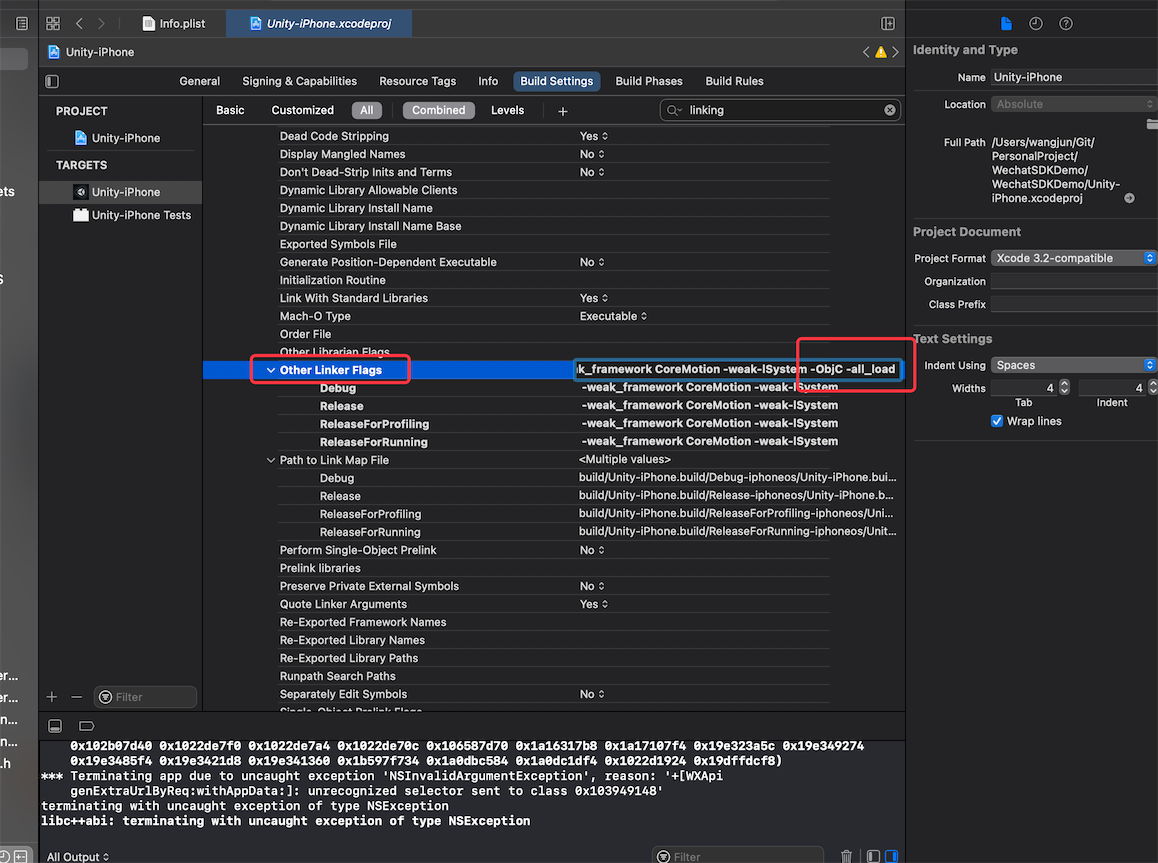 Info.plist
Unity-iPhone.xcodeproj
Unity-iPhone
General Signing & Capabilities Resource Tags Info Build Settings Build Phases Build Rules
PROJECT
Unity-iPhone
TARGETS
Unity-iPhone
Unity-iPhone Tests
Filter
ets
S
er...
er...
n...
n...
.h
Basic Customized All Combined Levels linking
Dead Code Stripping Yes
Display Mangled Names No
Don't Dead-Strip Inits and Terms No
Dynamic Library Allowable Clients
Dynamic Library Install Name
Dynamic Library Install Name Base
Exported Symbols File
Generate Position-Dependent Executable No
Initialization Routine
Link With Standard Libraries Yes
Mach-O Type Executable
Order File
Other Librarian Flags
Other Linker Flags ak_framework CoreMotion -weak-lSystem -ObjC -all_load
Debug -weak_framework CoreMotion -weak-lSystem
Release -weak_framework CoreMotion -weak-lSystem
ReleaseForProfiling -weak_framework CoreMotion -weak-lSystem
ReleaseForRunning -weak_framework CoreMotion -weak-lSystem
Path to Link Map File <Multiple values>
Debug build/Unity-iPhone.build/Debug-iphoneos/Unity-iPhone.bui...
Release build/Unity-iPhone.build/Release-iphoneos/Unity-iPhone.b...
ReleaseForProfiling build/Unity-iPhone.build/ReleaseForProfiling-iphoneos/Uni...
ReleaseForRunning build/Unity-iPhone.build/ReleaseForRunning-iphoneos/Unit...
Perform Single-Object Prelink No
Prelink libraries
Preserve Private External Symbols No
Quote Linker Arguments Yes
Re-Exported Framework Names
Re-Exported Library Names
Re-Exported Library Paths
Runpath Search Paths
Separately Edit Symbols No
Single-Object Prelink Flags
0x102b07d40 0x1022de7f0 0x1022de7a4 0x1022de70c 0x106587d70 0x1a16317b8 0x1a17107f4 0x19e323a5c 0x19e349274
0x19e3485f4 0x19e3421d8 0x19e341360 0x1b597f734 0x1a0dbc584 0x1a0dc1df4 0x1022d1924 0x19dffdcf8)
*** Terminating app due to uncaught exception 'NSInvalidArgumentException', reason: '+[WXApi
genExtraUrlByReq:withAppData:]: unrecognized selector sent to class 0x103949148'
terminating with uncaught exception of type NSException
libc++abi: terminating with uncaught exception of type NSException
All Output Filter
Identity and Type
Name Unity-iPhone
Location Absolute
Full Path /Users/wangjun/Git/
PersonalProject/
WechatSDKDemo/
WechatSDKDemo/Unity-
iPhone.xcodeproj
Project Document
Project Format Xcode 3.2-compatible
Organization
Class Prefix
Text Settings
Indent Using Spaces
Widths 4 4
Tab Indent
Wrap lines